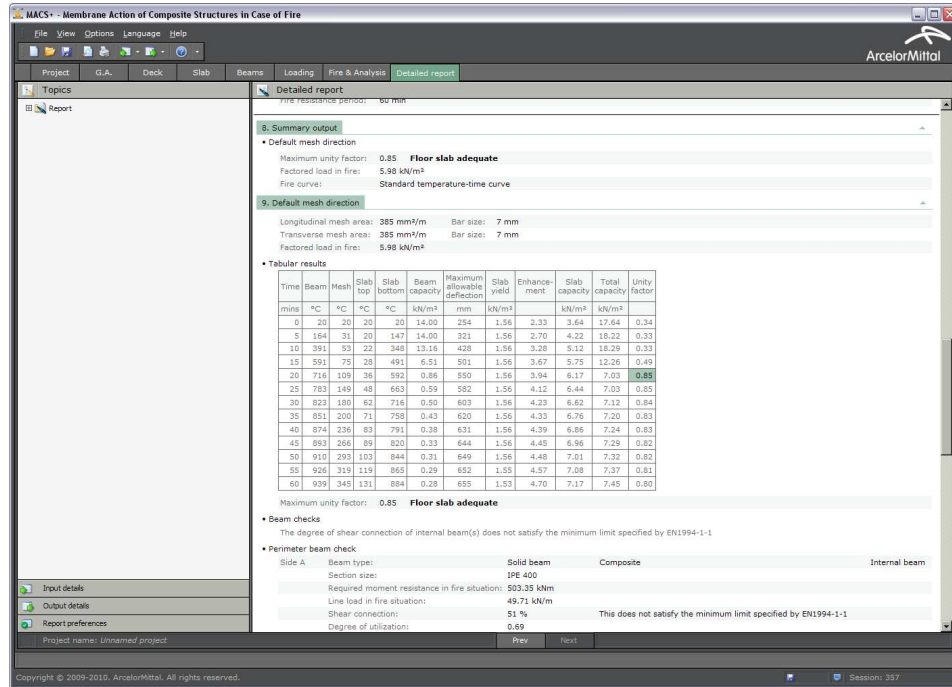 MACS+ - Membrane Action of Composite Structures in Case of Fire
File View Options Language Help
ArcelorMittal
Project G.A. Deck Slab Beams Loading Fire & Analysis Detailed report
Topics
Report
Detailed report
Fire resistance period: 60 min
8. Summary output
• Default mesh direction
Maximum unity factor: 0.85 Floor slab adequate
Factored load in fire: 5.98 kN/m²
Fire curve: Standard temperature-time curve
9. Default mesh direction
Longitudinal mesh area: 385 mm²/m Bar size: 7 mm
Transverse mesh area: 385 mm²/m Bar size: 7 mm
Factored load in fire: 5.98 kN/m²
• Tabular results
Time Beam Mesh Slab top Slab bottom Beam capacity Maximum allowable deflection Slab yield Enhance-ment Slab capacity Total capacity Unity factor
mins °C °C °C °C kN/m² mm kN/m² kN/m² kN/m²
0 20 20 20 20 14.00 254 1.56 2.33 3.64 17.64 0.34
5 164 31 20 147 14.00 321 1.56 2.70 4.22 18.22 0.33
10 391 53 22 348 13.16 428 1.56 3.28 5.12 18.29 0.33
15 591 75 28 491 6.51 501 1.56 3.67 5.75 12.26 0.49
20 716 109 36 592 0.86 550 1.56 3.94 6.17 7.03 0.85
25 783 149 48 663 0.59 582 1.56 4.12 6.44 7.03 0.85
30 823 180 62 716 0.50 603 1.56 4.23 6.62 7.12 0.84
35 851 200 71 758 0.43 620 1.56 4.33 6.76 7.20 0.83
40 874 236 83 791 0.38 631 1.56 4.39 6.86 7.24 0.83
45 893 266 89 820 0.33 644 1.56 4.45 6.96 7.29 0.82
50 910 293 103 844 0.31 649 1.56 4.48 7.01 7.32 0.82
55 926 319 119 865 0.29 652 1.55 4.57 7.08 7.37 0.81
60 939 345 131 884 0.28 655 1.53 4.70 7.17 7.45 0.80
Maximum unity factor: 0.85 Floor slab adequate
• Beam checks
The degree of shear connection of internal beam(s) does not satisfy the minimum limit specified by EN1994-1-1
• Perimeter beam check
Side A Beam type: Solid beam Composite Internal beam
Section size: IPE 400
Required moment resistance in fire situation: 503.35 kNm
Line load in fire situation: 49.71 kN/m
Shear connection: 51 % This does not satisfy the minimum limit specified by EN1994-1-1
Degree of utilization: 0.69
Input details
Output details
Report preferences
Project name: Unnamed project
Prev Next
Copyright © 2009-2010. ArcelorMittal. All rights reserved.
Session: 357